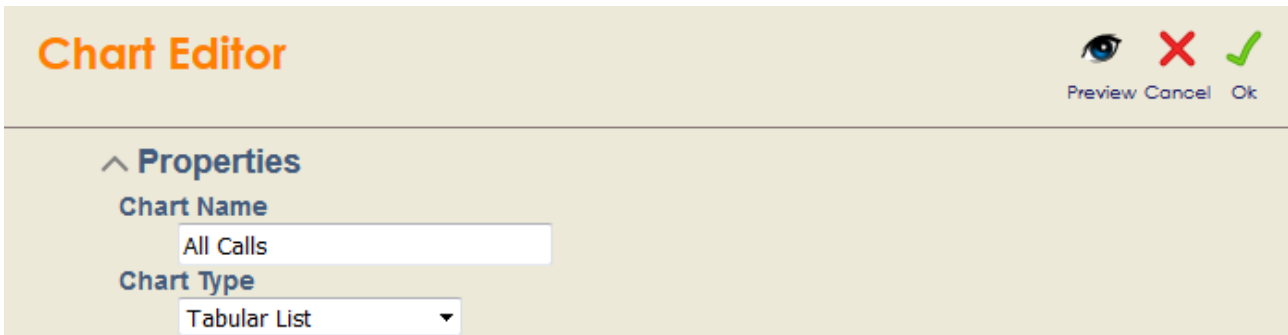 Chart Editor
Preview Cancel Ok
Properties
Chart Name
All Calls
Chart Type
Tabular List